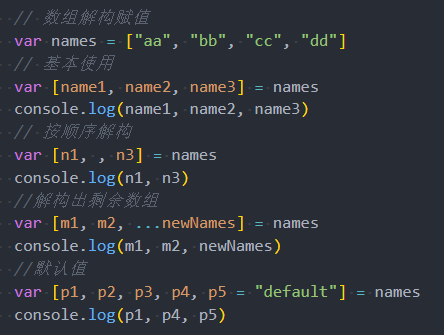 // 数组解构赋值
var names = ["aa", "bb", "cc", "dd"]
// 基本使用
var [name1, name2, name3] = names
console.log(name1, name2, name3)
// 按顺序解构
var [n1, , n3] = names
console.log(n1, n3)
//解构出剩余数组
var [m1, m2, ...newNames] = names
console.log(m1, m2, newNames)
//默认值
var [p1, p2, p3, p4, p5 = "default"] = names
console.log(p1, p4, p5)